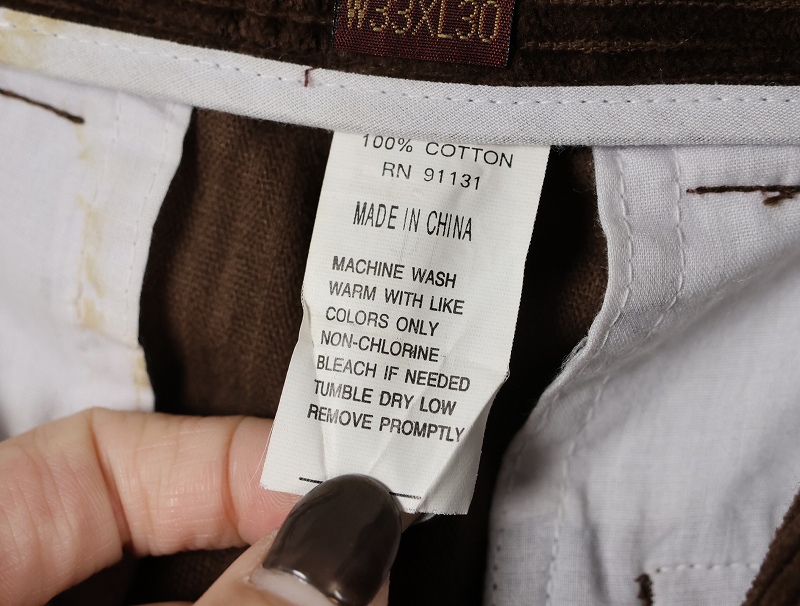 W33XL30
100% COTTON
RN 91131
MADE IN CHINA
MACHINE WASH
WARM WITH LIKE
COLORS ONLY
NON-CHLORINE
BLEACH IF NEEDED
TUMBLE DRY LOW
REMOVE PROMPTLY